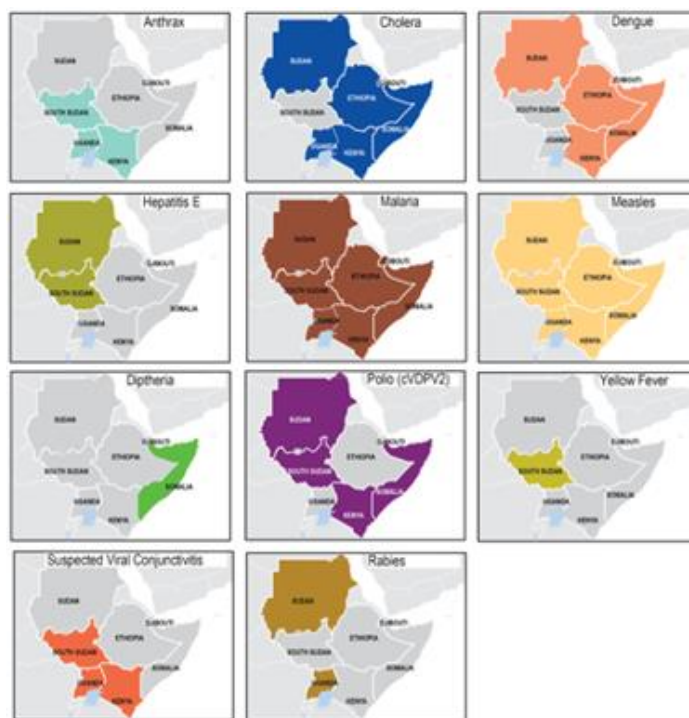 Anthrax
SUDAN
DJIBOUTI
ETHIOPIA
SOUTH SUDAN
SOMALIA
UGANDA
KENYA
Cholera
SUDAN
DJIBOUTI
ETHIOPIA
SOUTH SUDAN
SOMALIA
UGANDA
KENYA
Dengue
SUDAN
DJIBOUTI
ETHIOPIA
SOUTH SUDAN
SOMALIA
UGANDA
KENYA
Hepatitis E
SUDAN
DJIBOUTI
ETHIOPIA
SOUTH SUDAN
SOMALIA
UGANDA
KENYA
Malaria
SUDAN
DJIBOUTI
ETHIOPIA
SOUTH SUDAN
SOMALIA
UGANDA
KENYA
Measles
SUDAN
DJIBOUTI
ETHIOPIA
SOUTH SUDAN
SOMALIA
UGANDA
KENYA
Diptheria
SUDAN
DJIBOUTI
ETHIOPIA
SOUTH SUDAN
SOMALIA
UGANDA
KENYA
Polio (cVDPV2)
SUDAN
DJIBOUTI
ETHIOPIA
SOUTH SUDAN
SOMALIA
UGANDA
KENYA
Yellow Fever
SUDAN
DJIBOUTI
ETHIOPIA
SOUTH SUDAN
SOMALIA
UGANDA
KENYA
Suspected Viral Conjunctivitis
SUDAN
DJIBOUTI
ETHIOPIA
SOUTH SUDAN
SOMALIA
UGANDA
KENYA
Rabies
SUDAN
DJIBOUTI
ETHIOPIA
SOUTH SUDAN
SOMALIA
UGANDA
KENYA